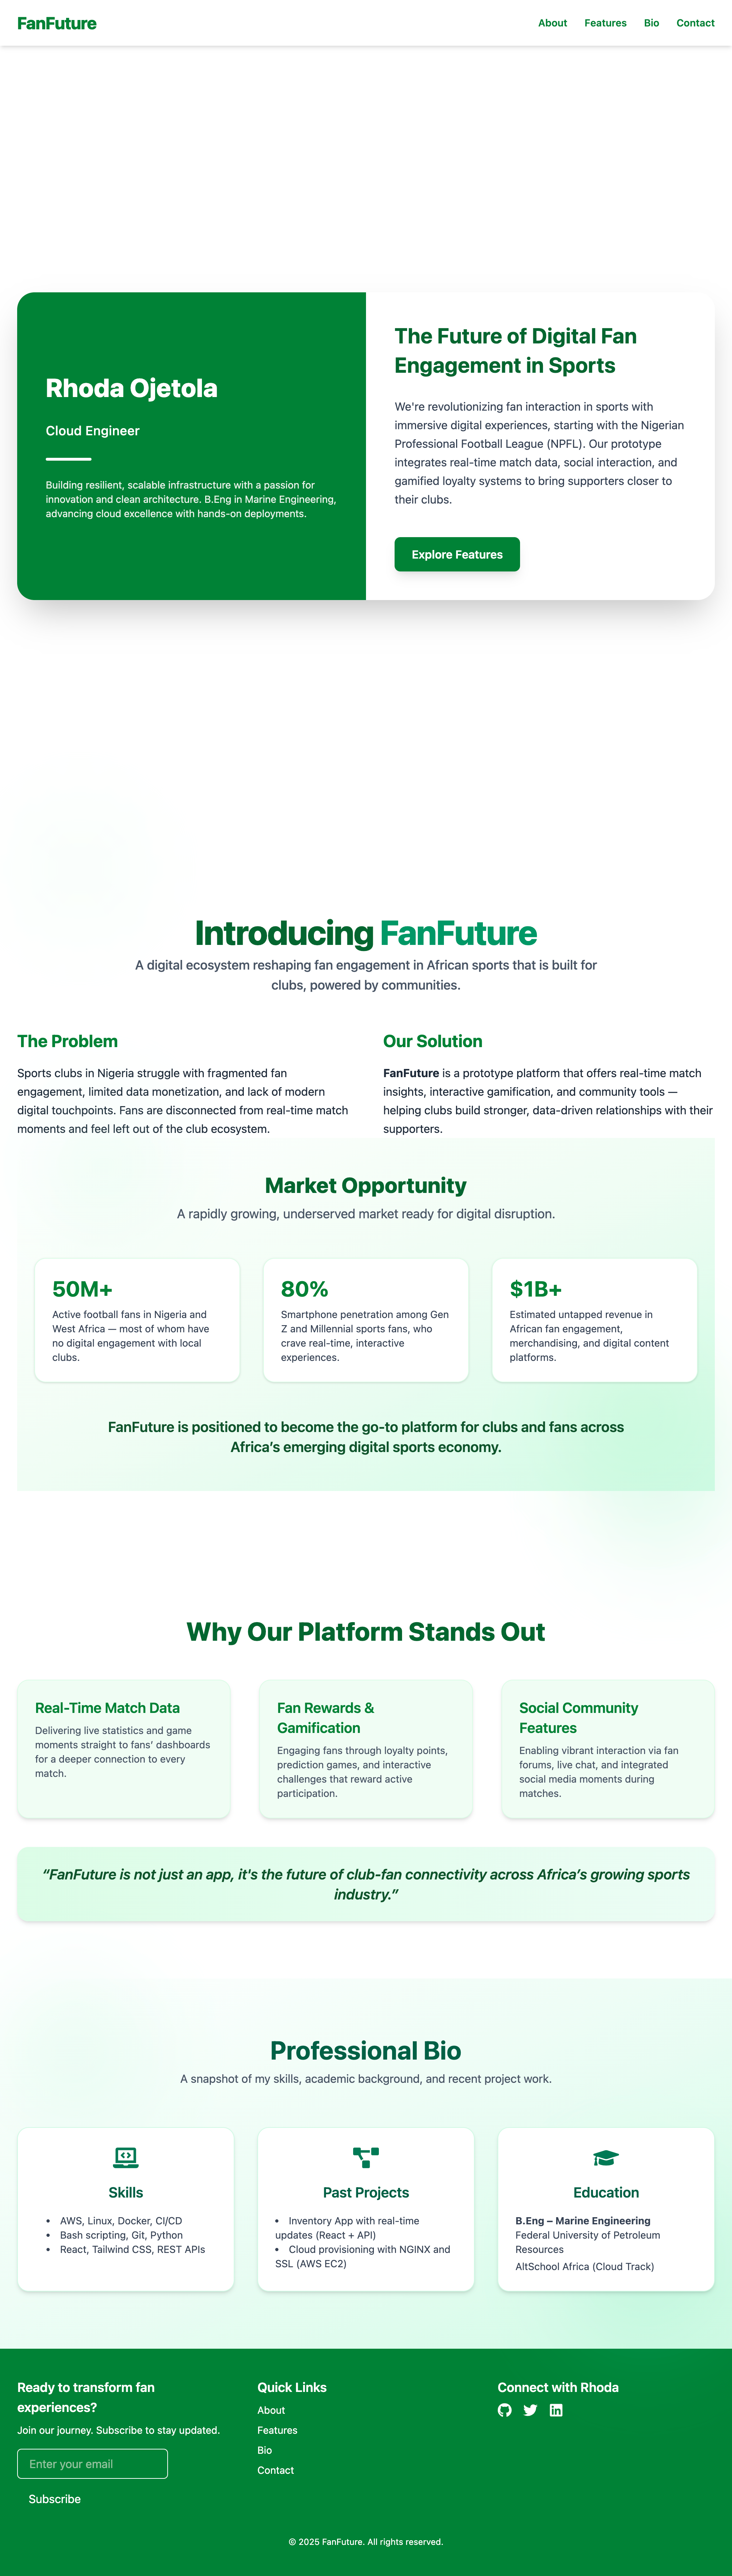 FanFuture
About Features Bio Contact
Rhoda Ojetola
Cloud Engineer
Building resilient, scalable infrastructure with a passion for
innovation and clean architecture. B.Eng in Marine Engineering,
advancing cloud excellence with hands-on deployments.
The Future of Digital Fan
Engagement in Sports
We're revolutionizing fan interaction in sports with
immersive digital experiences, starting with the Nigerian
Professional Football League (NPFL). Our prototype
integrates real-time match data, social interaction, and
gamified loyalty systems to bring supporters closer to
their clubs.
Explore Features
Introducing FanFuture
A digital ecosystem reshaping fan engagement in African sports that is built for
clubs, powered by communities.
The Problem
Sports clubs in Nigeria struggle with fragmented fan
engagement, limited data monetization, and lack of modern
digital touchpoints. Fans are disconnected from real-time match
moments and feel left out of the club ecosystem.
Our Solution
FanFuture is a prototype platform that offers real-time match
insights, interactive gamification, and community tools —
helping clubs build stronger, data-driven relationships with their
supporters.
Market Opportunity
A rapidly growing, underserved market ready for digital disruption.
50M+
Active football fans in Nigeria and
West Africa — most of whom have
no digital engagement with local
clubs.
80%
Smartphone penetration among Gen
Z and Millennial sports fans, who
crave real-time, interactive
experiences.
$1B+
Estimated untapped revenue in
African fan engagement,
merchandising, and digital content
platforms.
FanFuture is positioned to become the go-to platform for clubs and fans across
Africa’s emerging digital sports economy.
Why Our Platform Stands Out
Real-Time Match Data
Delivering live statistics and game
moments straight to fans’ dashboards
for a deeper connection to every
match.
Fan Rewards &
Gamification
Engaging fans through loyalty points,
prediction games, and interactive
challenges that reward active
participation.
Social Community
Features
Enabling vibrant interaction via fan
forums, live chat, and integrated
social media moments during
matches.
“FanFuture is not just an app, it's the future of club-fan connectivity across Africa’s growing sports
industry.”
Professional Bio
A snapshot of my skills, academic background, and recent project work.
Skills
• AWS, Linux, Docker, CI/CD
• Bash scripting, Git, Python
• React, Tailwind CSS, REST APIs
Past Projects
• Inventory App with real-time
updates (React + API)
• Cloud provisioning with NGINX and
SSL (AWS EC2)
Education
B.Eng – Marine Engineering
Federal University of Petroleum
Resources
AltSchool Africa (Cloud Track)
Ready to transform fan
experiences?
Join our journey. Subscribe to stay updated.
Enter your email
Subscribe
Quick Links
About
Features
Bio
Contact
Connect with Rhoda
© 2025 FanFuture. All rights reserved.